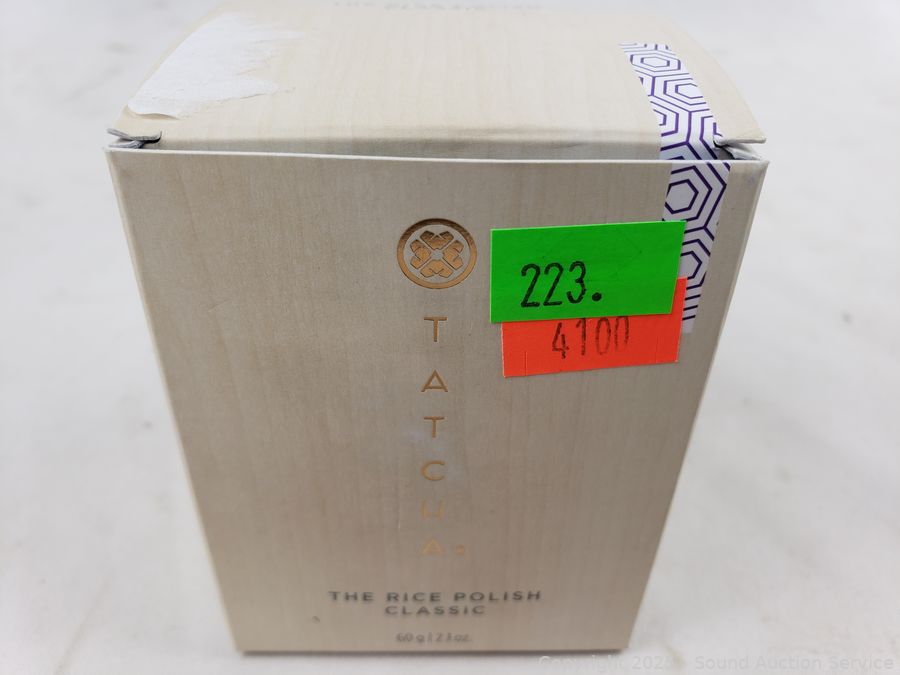 223.
4100
TATCHA
THE RICE POLISH
CLASSIC
60 g | 2.1 oz.
Sound Auction Service